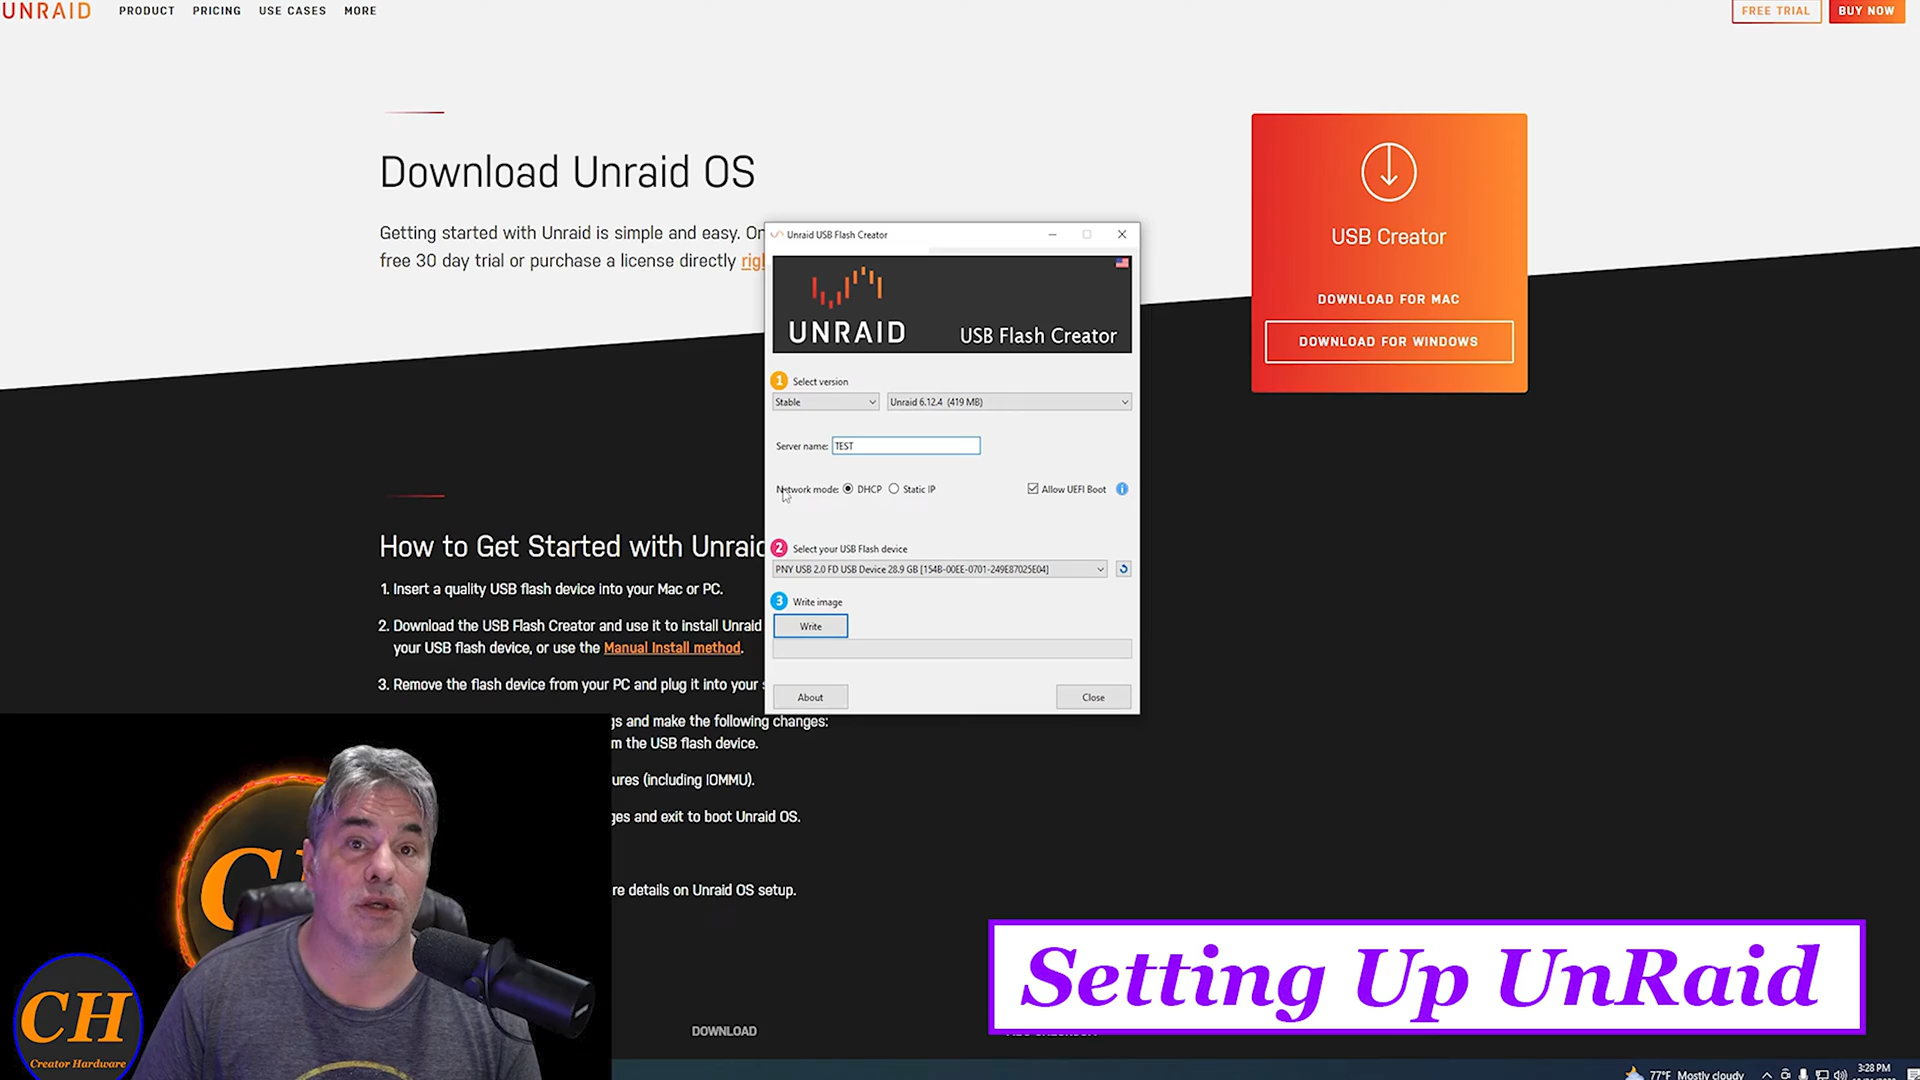 UNRAID PRODUCT PRICING USE CASES MORE FREE TRIAL BUY NOW
Download Unraid OS
Getting started with Unraid is simple and easy.
free 30 day trial or purchase a license directly
USB Creator
DOWNLOAD FOR MAC
DOWNLOAD FOR WINDOWS
Unraid USB Flash Creator
UNRAID USB Flash Creator
1 Select version
Stable Unraid 6.12.4 (419 MB)
Server name: TEST
Network mode: DHCP Static IP Allow UEFI Boot i
2 Select your USB Flash device
PNY USB 2.0 FD USB Device 28.9 GB [154B-00EE-0701-249E87025E04]
3 Write image
Write
About Close
How to Get Started with Unraid
1. Insert a quality USB flash device into your Mac or PC.
2. Download the USB Flash Creator and use it to install Unraid
your USB flash device, or use the Manual Install method.
3. Remove the flash device from your PC and plug it into your
gs and make the following changes:
m the USB flash device.
ures (including IOMMU).
ges and exit to boot Unraid OS.
re details on Unraid OS setup.
DOWNLOAD
Setting Up UnRaid
CH
Creator Hardware
77°F Mostly cloudy 3:28 PM